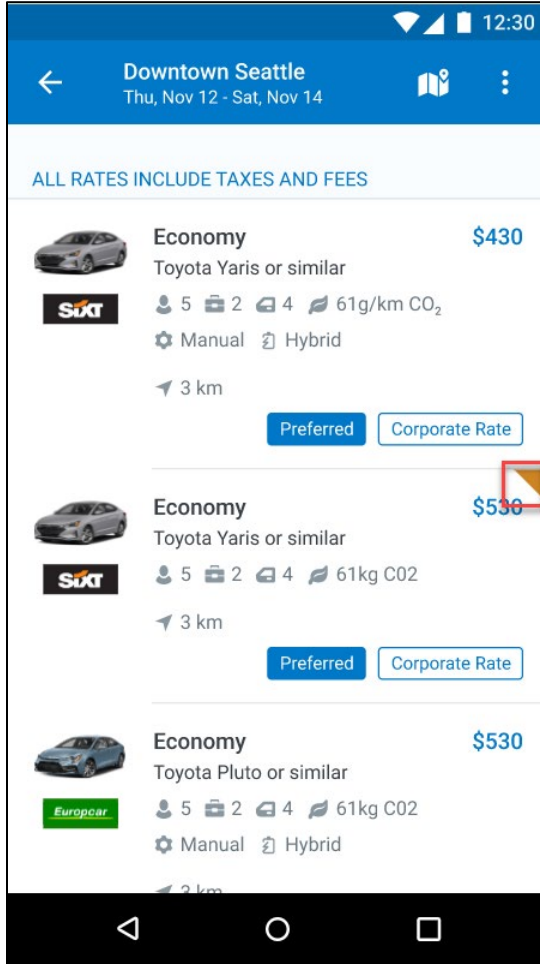 12:30
Downtown Seattle
Thu, Nov 12 - Sat, Nov 14
ALL RATES INCLUDE TAXES AND FEES
Economy $430
Toyota Yaris or similar
SIXT 5 2 4 61g/km CO₂
Manual Hybrid
3 km
Preferred Corporate Rate
Economy $530
Toyota Yaris or similar
SIXT 5 2 4 61kg C02
3 km
Preferred Corporate Rate
Economy $530
Toyota Pluto or similar
Europcar 5 2 4 61kg C02
Manual Hybrid
3 km